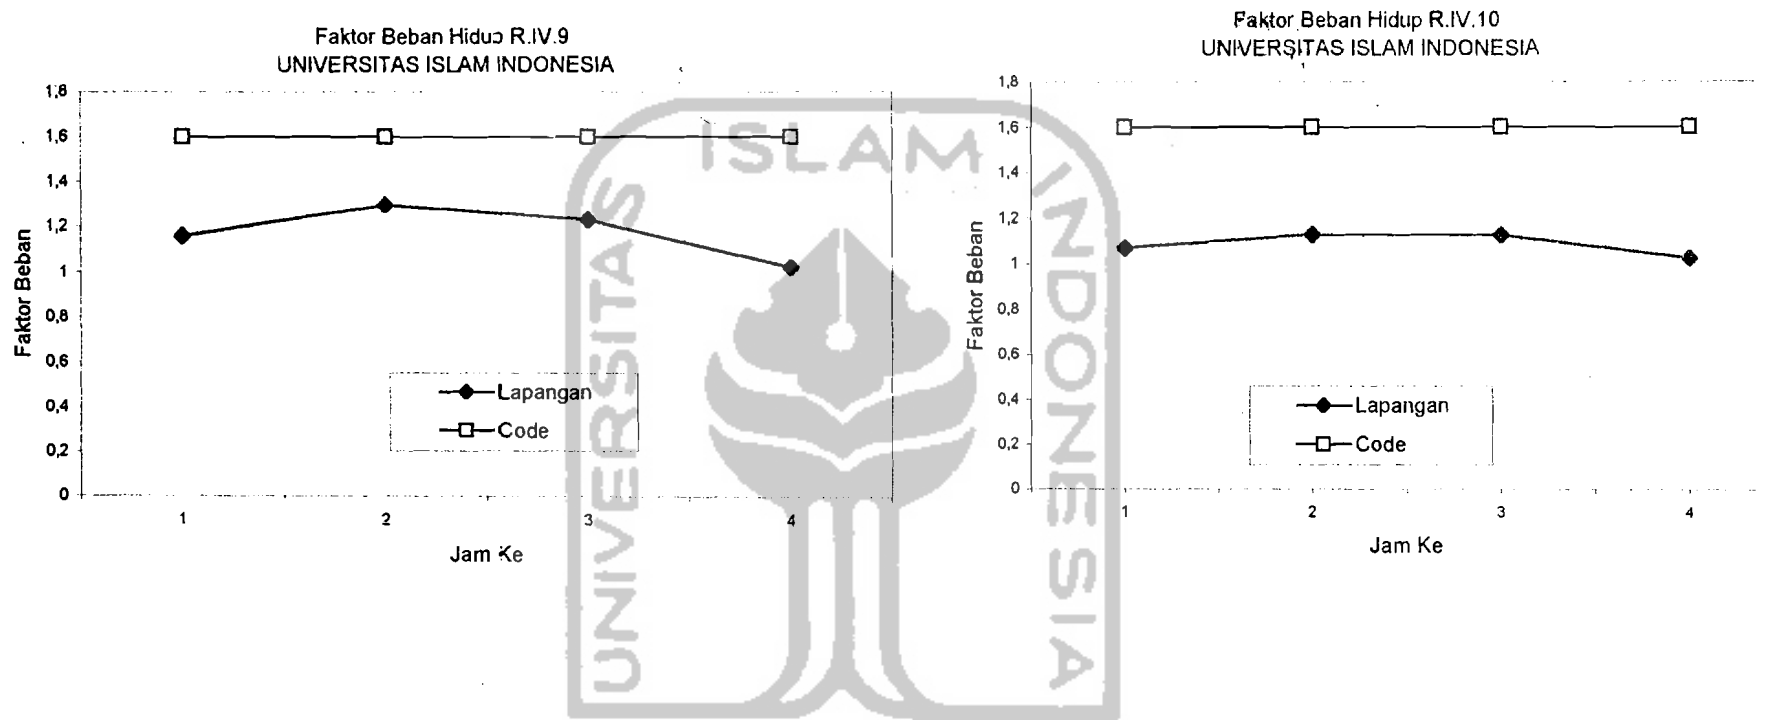 Faktor Beban Hidup R.IV.9
UNIVERSITAS ISLAM INDONESIA
1,8
1,6
1,4
1,2
1
0,8
0,6
0,4
0,2
0
Faktor Beban
Lapangan
Code
1 2 3 4
Jam Ke
Faktor Beban Hidup R.IV.10
UNIVERSITAS ISLAM INDONESIA
1,8
1,6
1,4
1,2
1
0,8
0,6
0,4
0,2
0
Faktor Beban
Lapangan
Code
1 2 3 4
Jam Ke
UNIVERSITAS
ISLAM
INDONESIA